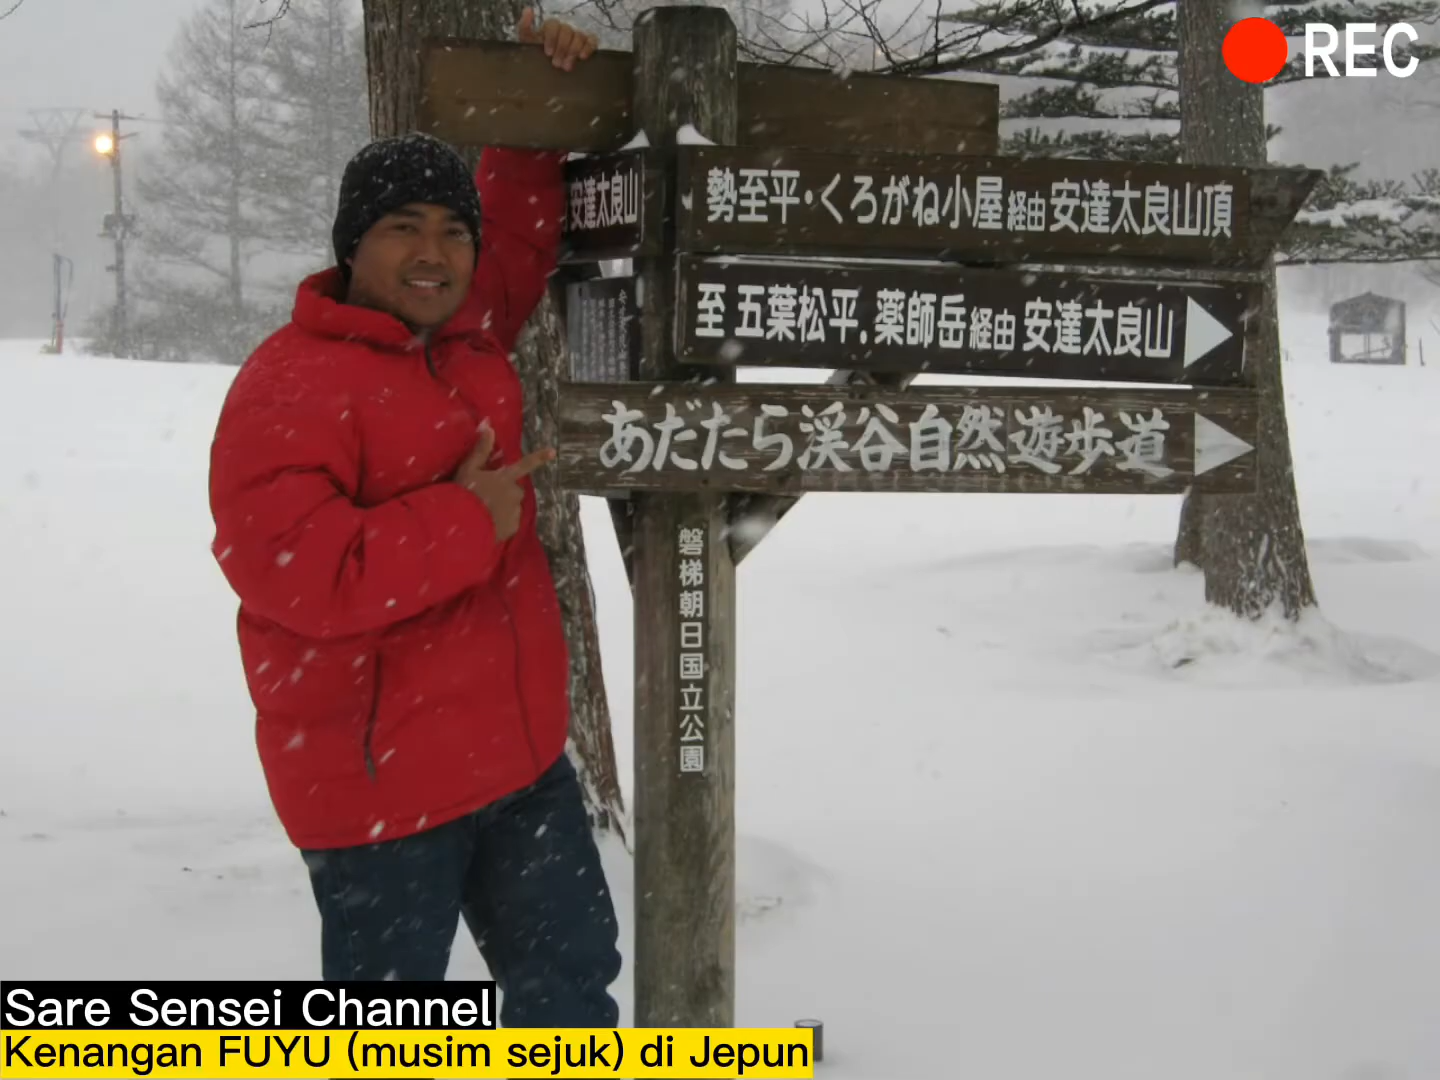 REC
安達太良山
勢至平・くろがね小屋経由安達太良山頂
至 五葉松平.薬師岳経由 安達太良山
あだたら渓谷自然遊歩道
磐梯朝日国立公園
Sare Sensei Channel
Kenangan FUYU (musim sejuk) di Jepun